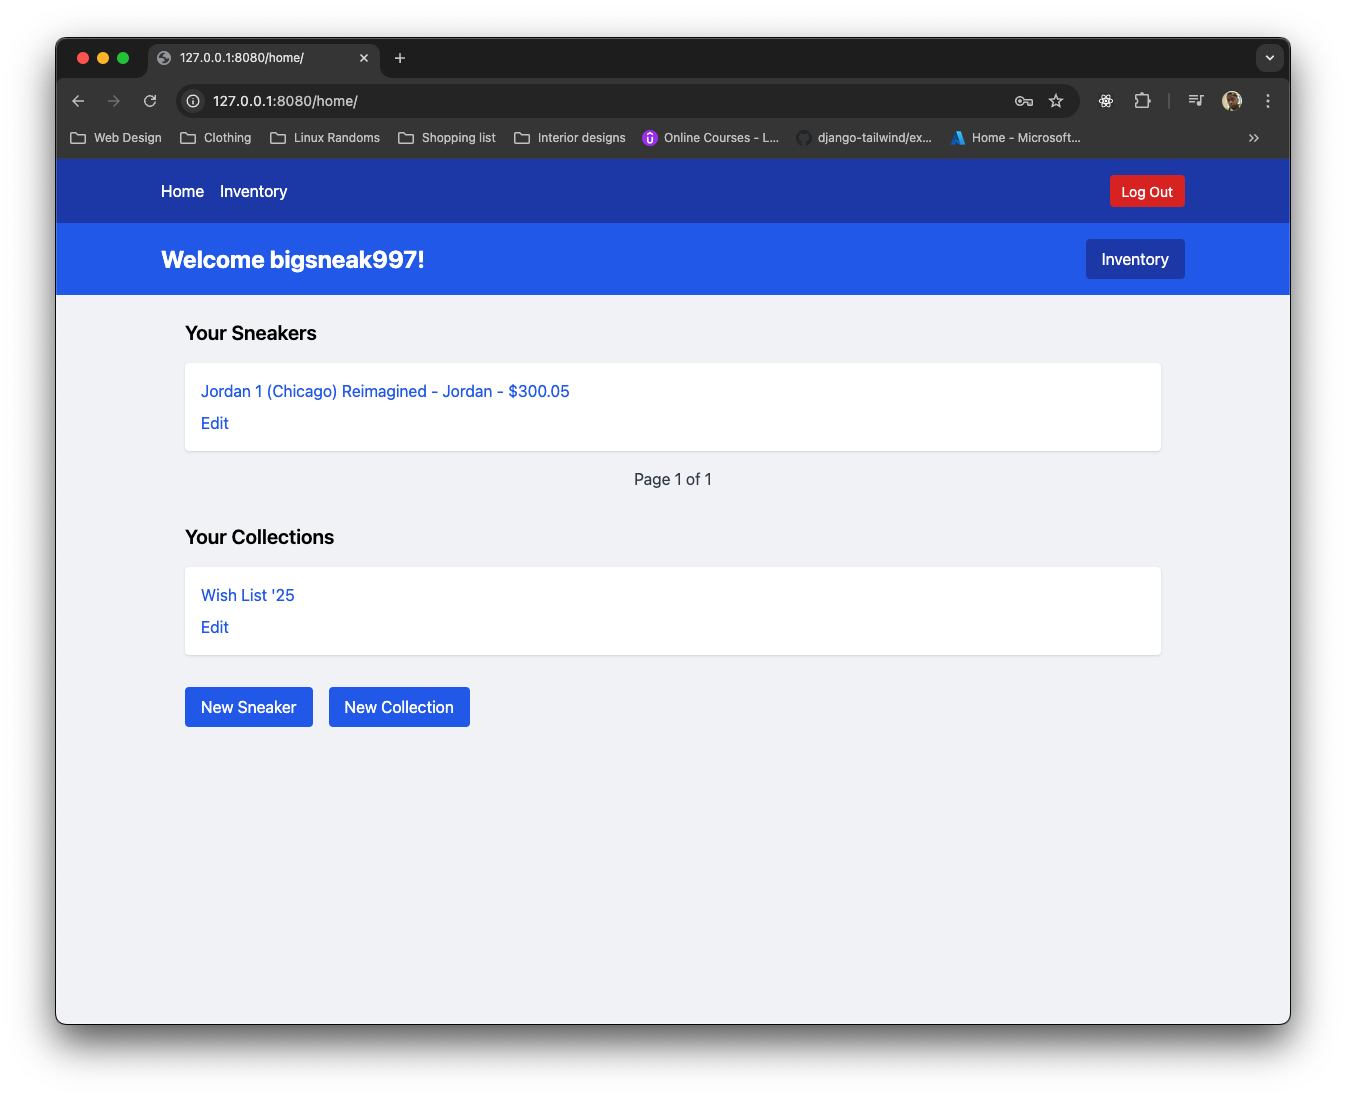 127.0.0.1:8080/home/
127.0.0.1:8080/home/
Web Design Clothing Linux Randoms Shopping list Interior designs Online Courses - L... django-tailwind/ex... Home - Microsoft...
Home Inventory Log Out
Welcome bigsneak997! Inventory
Your Sneakers
Jordan 1 (Chicago) Reimagined - Jordan - $300.05
Edit
Page 1 of 1
Your Collections
Wish List '25
Edit
New Sneaker New Collection